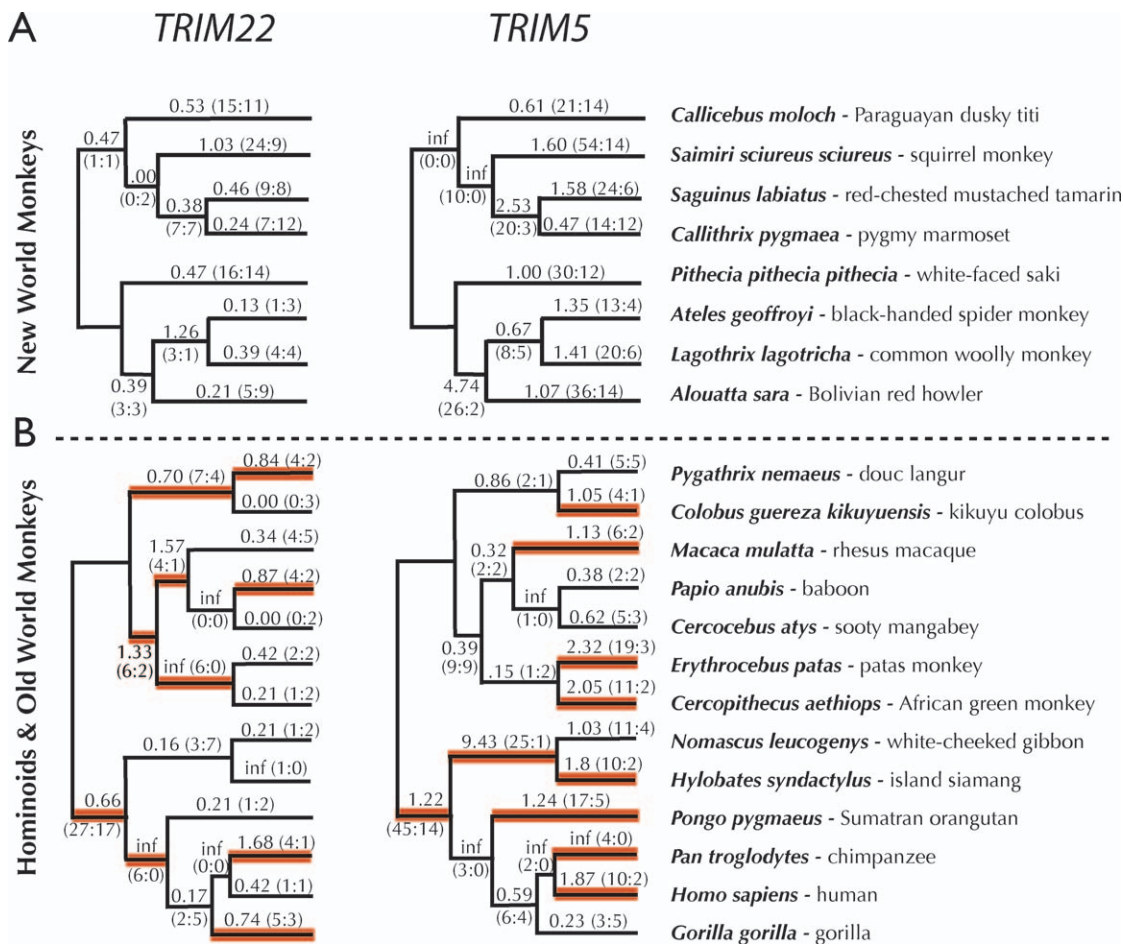 A
TRIM22
TRIM5
New World Monkeys
0.53 (15:11)
0.61 (21:14)
Callicebus moloch - Paraguayan dusky titi
0.47
(1:1)
inf
(0:0)
1.03 (24:9)
1.60 (54:14)
Saimiri sciureus sciureus - squirrel monkey
.00
(0:2)
inf
(10:0)
0.46 (9:8)
1.58 (24:6)
Saguinus labiatus - red-chested mustached tamarin
0.38
(7:7)
2.53
(20:3)
0.24 (7:12)
0.47 (14:12)
Callithrix pygmaea - pygmy marmoset
0.47 (16:14)
1.00 (30:12)
Pithecia pithecia pithecia - white-faced saki
0.13 (1:3)
1.35 (13:4)
Ateles geoffroyi - black-handed spider monkey
1.26
(3:1)
0.67
(8:5)
0.39 (4:4)
1.41 (20:6)
Lagothrix lagotricha - common woolly monkey
0.39
(3:3)
4.74
(26:2)
0.21 (5:9)
1.07 (36:14)
Alouatta sara - Bolivian red howler
B
Hominoids & Old World Monkeys
0.84 (4:2)
0.41 (5:5)
Pygathrix nemaeus - douc langur
0.70 (7:4)
0.86 (2:1)
0.00 (0:3)
1.05 (4:1)
Colobus guereza kikuyuensis - kikuyu colobus
1.57
(4:1)
0.34 (4:5)
0.32
(2:2)
1.13 (6:2)
Macaca mulatta - rhesus macaque
0.87 (4:2)
0.38 (2:2)
Papio anubis - baboon
inf
(0:0)
inf
(1:0)
0.00 (0:2)
0.62 (5:3)
Cercocebus atys - sooty mangabey
1.33
(6:2)
0.39
(9:9)
0.42 (2:2)
2.32 (19:3)
Erythrocebus patas - patas monkey
inf (6:0)
.15 (1:2)
0.21 (1:2)
2.05 (11:2)
Cercopithecus aethiops - African green monkey
0.21 (1:2)
1.03 (11:4)
Nomascus leucogenys - white-cheeked gibbon
0.16 (3:7)
9.43 (25:1)
inf (1:0)
1.8 (10:2)
Hylobates syndactylus - island siamang
0.66
(27:17)
1.22
(45:14)
0.21 (1:2)
1.24 (17:5)
Pongo pygmaeus - Sumatran orangutan
inf
(6:0)
(3:0)
inf
(0:0)
1.68 (4:1)
inf
(2:0)
inf (4:0)
Pan troglodytes - chimpanzee
0.42 (1:1)
1.87 (10:2)
Homo sapiens - human
0.17
(2:5)
0.59
(6:4)
0.74 (5:3)
0.23 (3:5)
Gorilla gorilla - gorilla